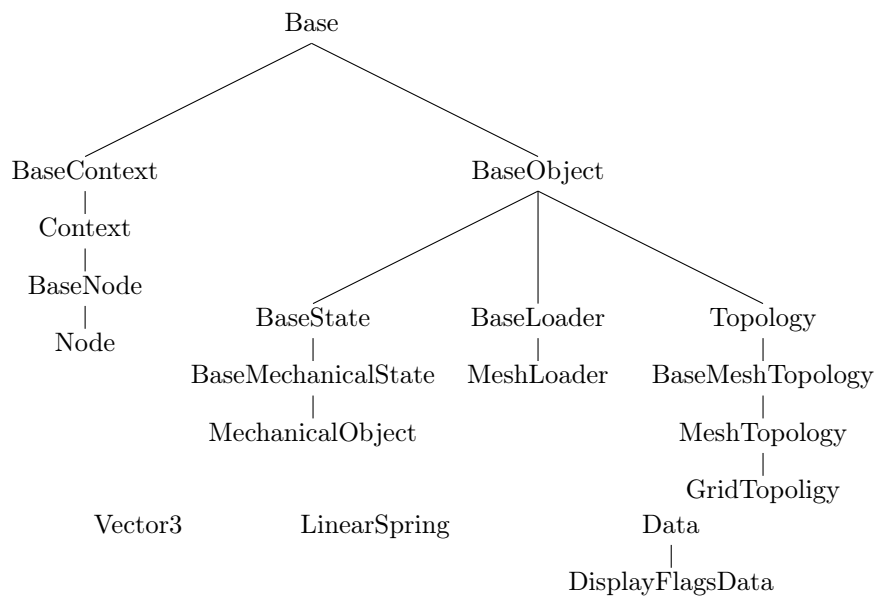 Base
BaseContext BaseObject
Context
BaseNode
Node
BaseState BaseLoader Topology
BaseMechanicalState MeshLoader BaseMeshTopology
MechanicalObject MeshTopology
GridTopoligy
Vector3 LinearSpring Data
DisplayFlagsData